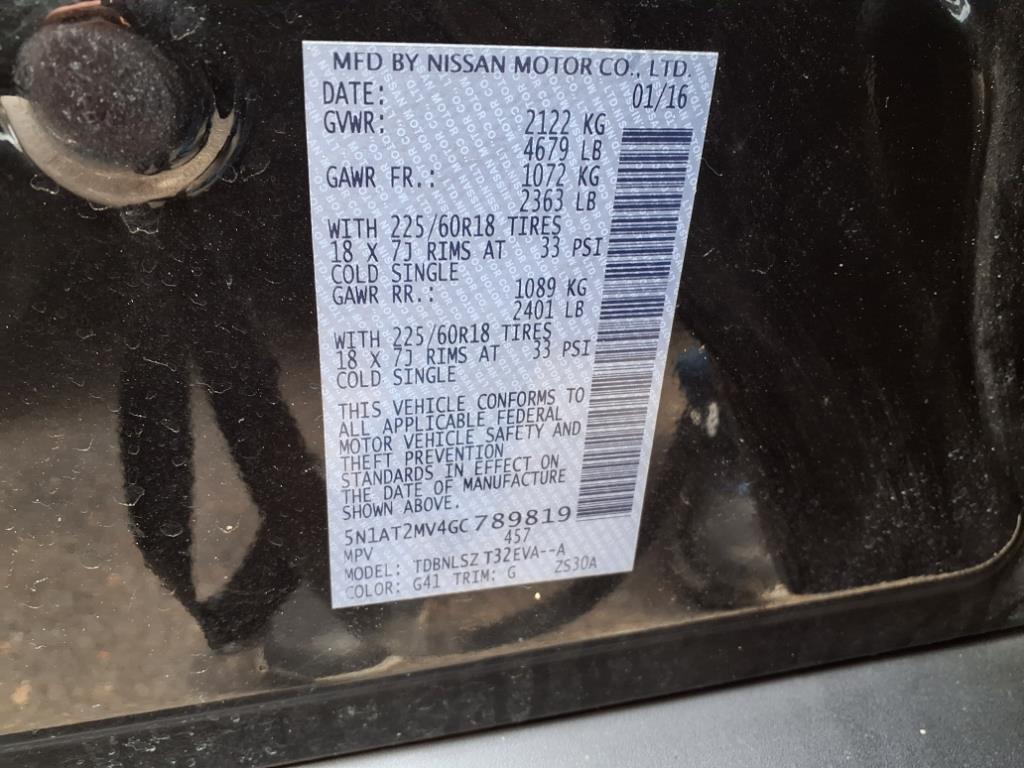 MFD BY NISSAN MOTOR CO., LTD.
DATE: 01/16
GVWR: 2122 KG
4679 LB
GAWR FR.: 1072 KG
2363 LB
WITH 225/60R18 TIRES
18 X 7J RIMS AT 33 PSI
COLD SINGLE
GAWR RR.: 1089 KG
2401 LB
WITH 225/60R18 TIRES
18 X 7J RIMS AT 33 PSI
COLD SINGLE
THIS VEHICLE CONFORMS TO
ALL APPLICABLE FEDERAL
MOTOR VEHICLE SAFETY AND
THEFT PREVENTION
STANDARDS IN EFFECT ON
THE DATE OF MANUFACTURE
SHOWN ABOVE.
5N1AT2MV4GC789819
MPV 457
MODEL: TDBNLSZ T32EVA--A
COLOR: G41 TRIM: G ZS30A